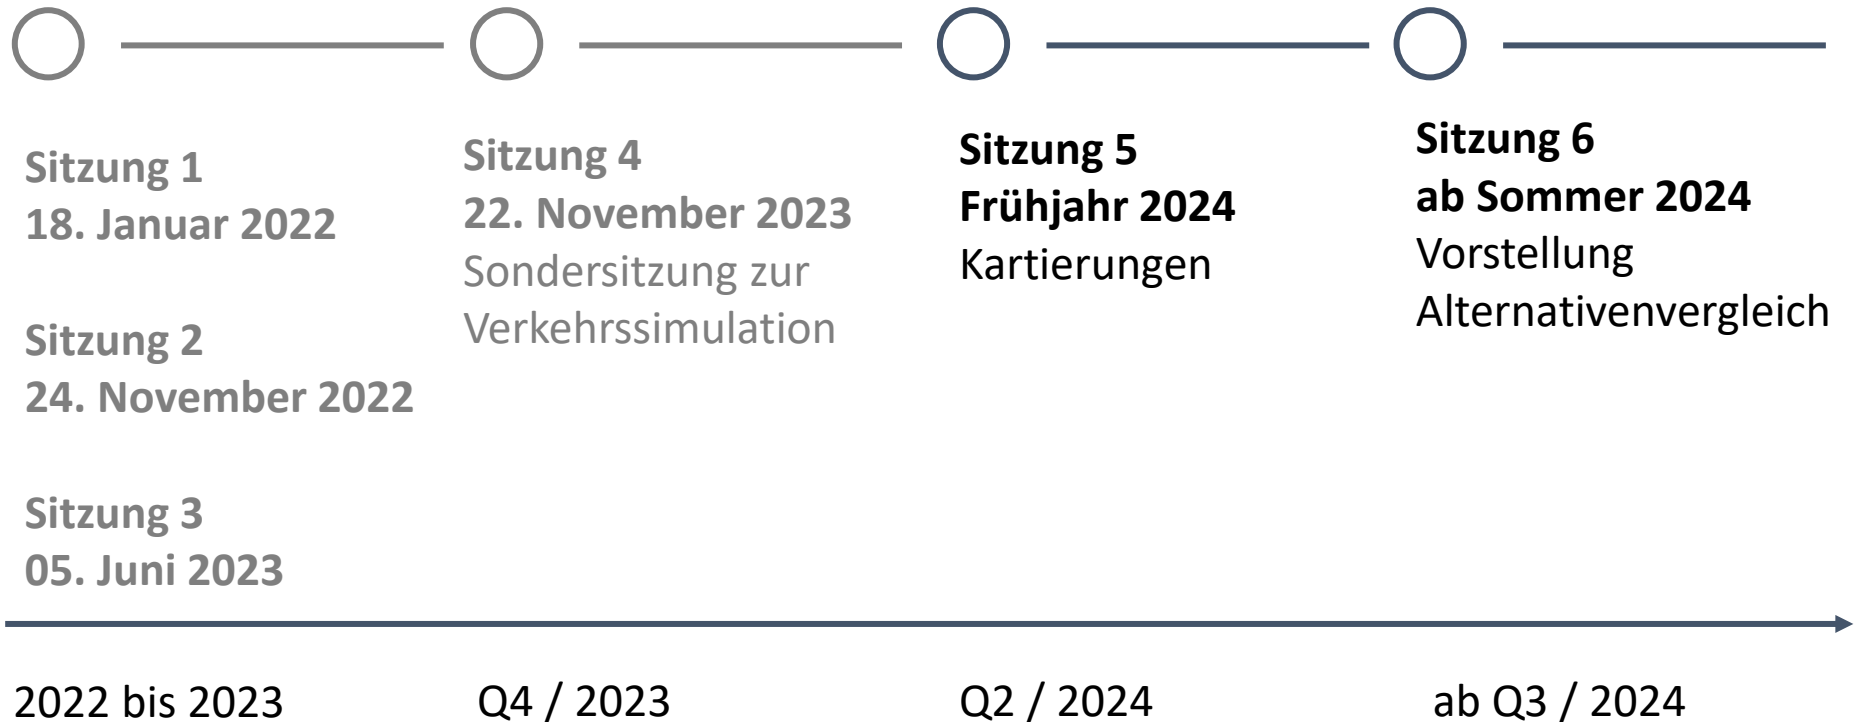 Sitzung 1
18. Januar 2022
Sitzung 2
24. November 2022
Sitzung 3
05. Juni 2023
Sitzung 4
22. November 2023
Sondersitzung zur
Verkehrssimulation
Sitzung 5
Frühjahr 2024
Kartierungen
Sitzung 6
ab Sommer 2024
Vorstellung
Alternativenvergleich
2022 bis 2023
Q4 / 2023
Q2 / 2024
ab Q3 / 2024